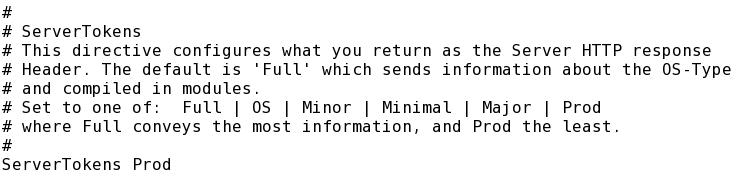 #
# ServerTokens
# This directive configures what you return as the Server HTTP response
# Header. The default is 'Full' which sends information about the OS-Type
# and compiled in modules.
# Set to one of:  Full | OS | Minor | Minimal | Major | Prod
# where Full conveys the most information, and Prod the least.
#
ServerTokens Prod